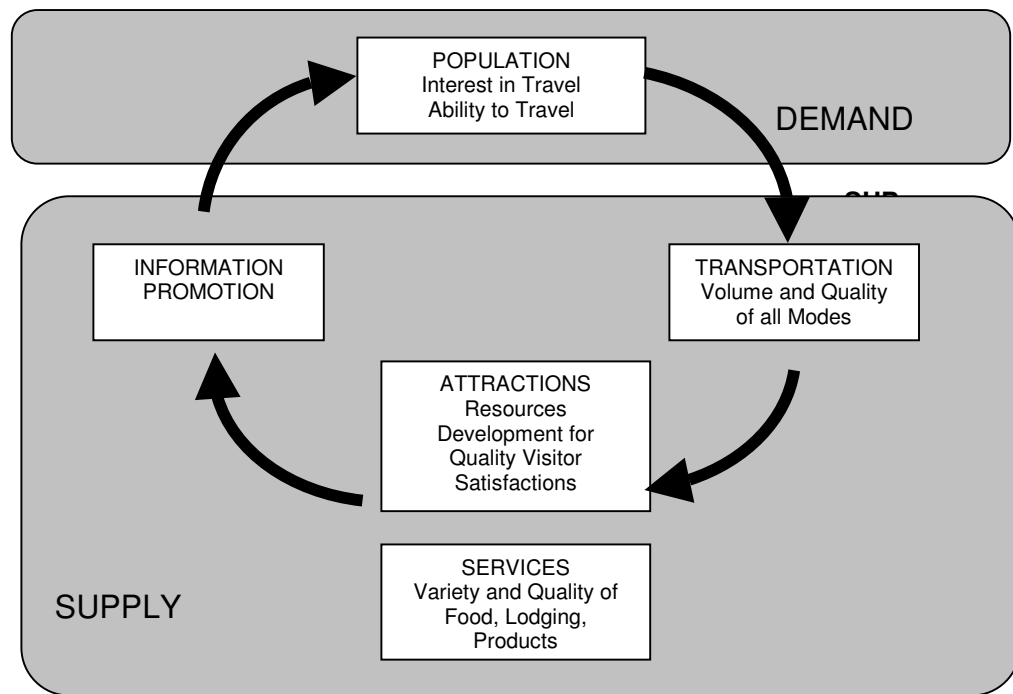 POPULATION
Interest in Travel
Ability to Travel
DEMAND
INFORMATION
PROMOTION
TRANSPORTATION
Volume and Quality
of all Modes
ATTRACTIONS
Resources
Development for
Quality Visitor
Satisfactions
SERVICES
Variety and Quality of
Food, Lodging,
Products
SUPPLY